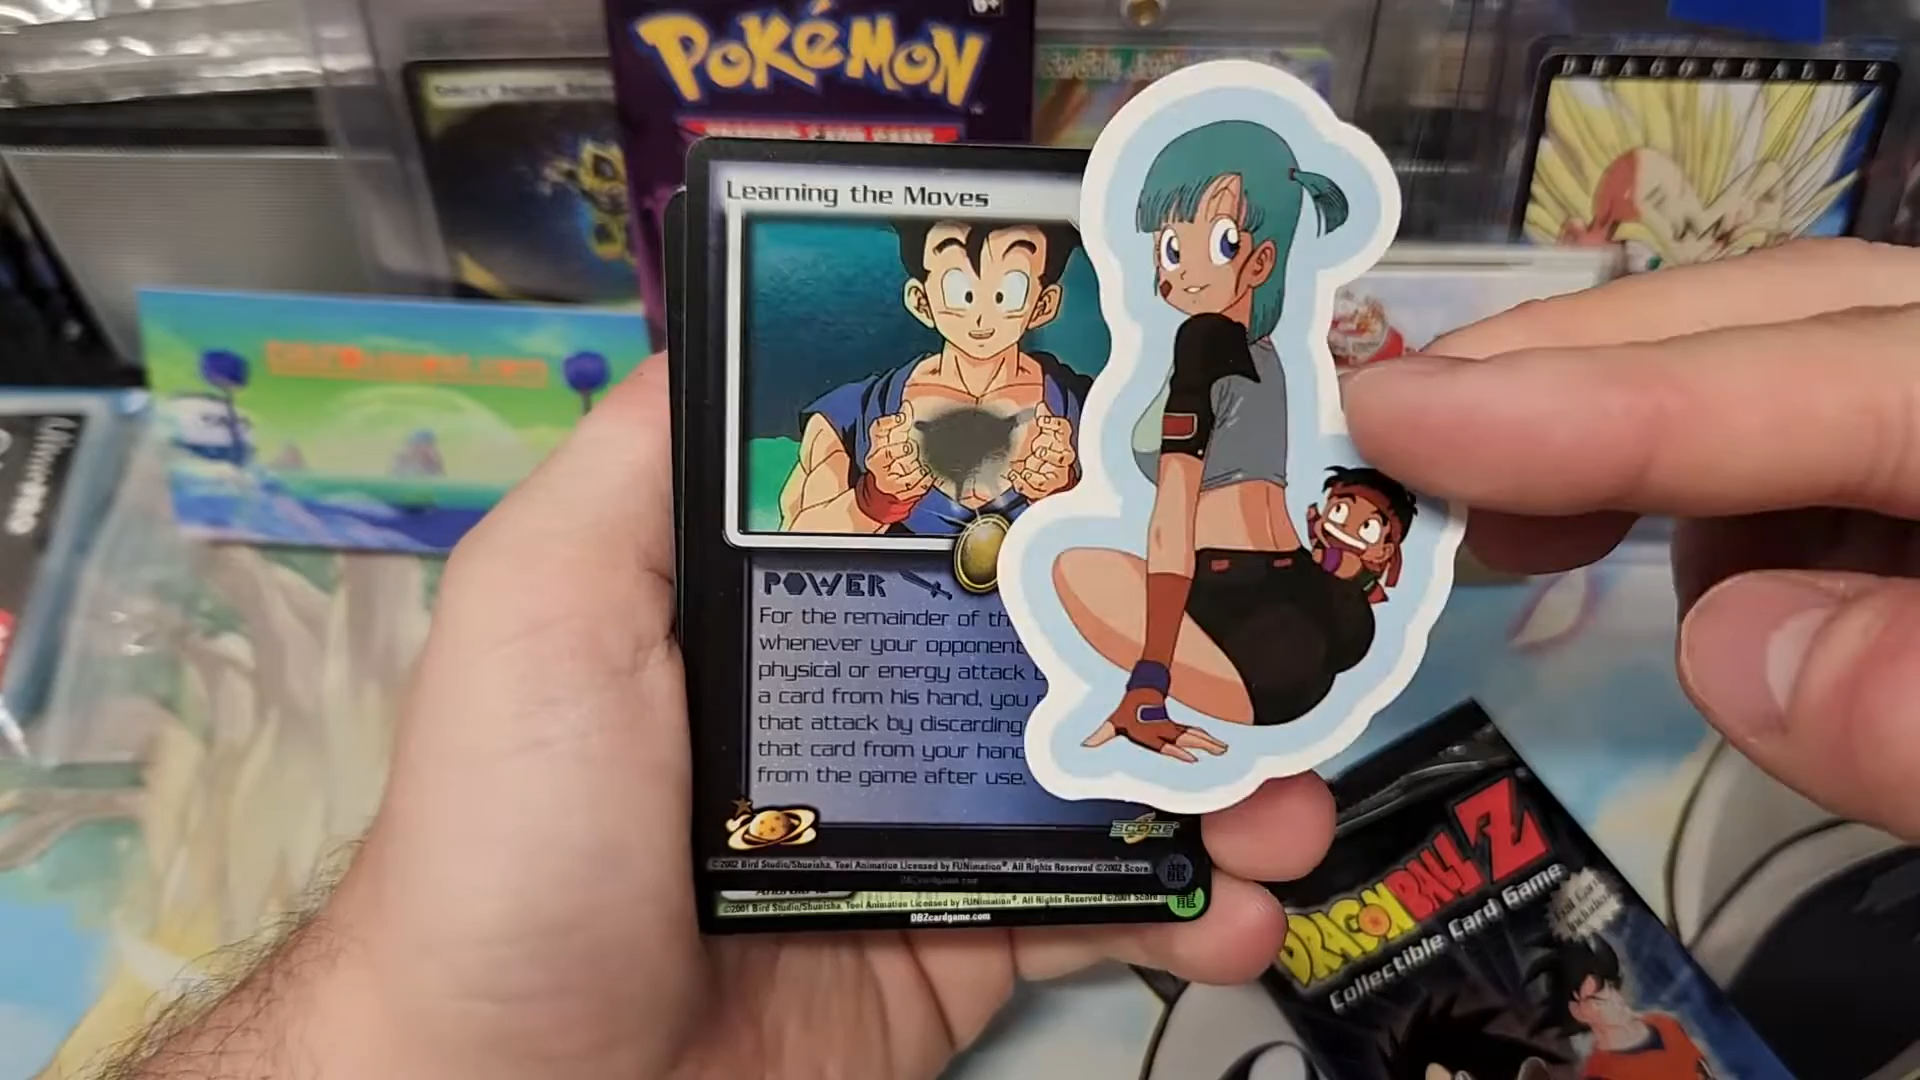 POKéMON
6+
DRAGONBALLZ
Learning the Moves
POWER
For the remainder of th
whenever your opponent
physical or energy attack
a card from his hand, you
that attack by discarding
that card from your hand
from the game after use.
SCORE
©2002 Bird Studio/Shueisha, Toei Animation Licensed by FUNimation®. All Rights Reserved ©2002 Score
龍
©2001 Bird Studio/Shueisha, Toei Animation Licensed by FUNimation®. All Rights Reserved ©2001 Score
龍
DBZcardgame.com
DRAGONBALL Z
Collectible Card Game